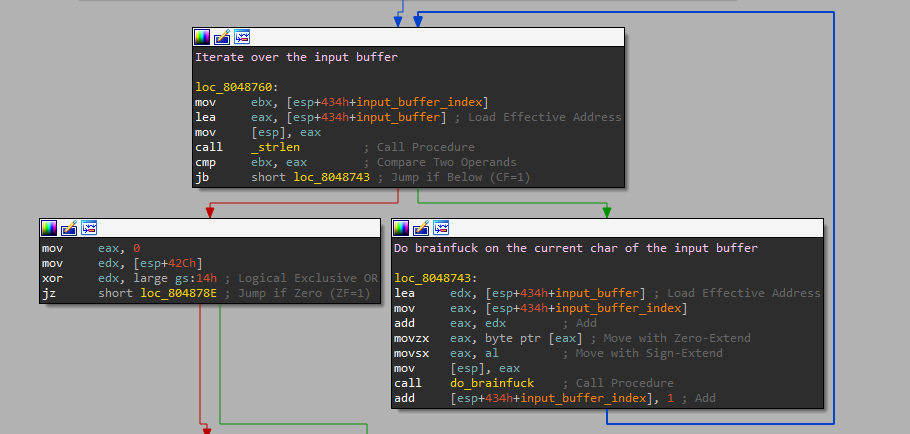 Iterate over the input buffer
loc_8048760:
mov ebx, [esp+434h+input_buffer_index]
lea eax, [esp+434h+input_buffer] ; Load Effective Address
mov [esp], eax
call _strlen ; Call Procedure
cmp ebx, eax ; Compare Two Operands
jb short loc_8048743 ; Jump if Below (CF=1)
mov eax, 0
mov edx, [esp+42Ch]
xor edx, large gs:14h ; Logical Exclusive OR
jz short loc_804878E ; Jump if Zero (ZF=1)
Do brainfuck on the current char of the input buffer
loc_8048743:
lea edx, [esp+434h+input_buffer] ; Load Effective Address
mov eax, [esp+434h+input_buffer_index]
add eax, edx ; Add
movzx eax, byte ptr [eax] ; Move with Zero-Extend
movsx eax, al ; Move with Sign-Extend
mov [esp], eax
call do_brainfuck ; Call Procedure
add [esp+434h+input_buffer_index], 1 ; Add